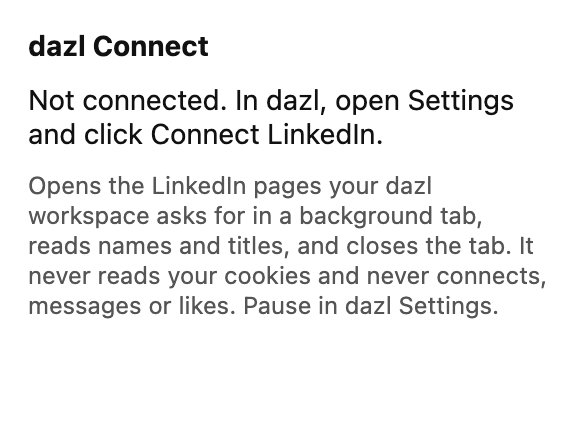 dazl Connect
Not connected. In dazl, open Settings
and click Connect LinkedIn.
Opens the LinkedIn pages your dazl
workspace asks for in a background tab,
reads names and titles, and closes the tab. It
never reads your cookies and never connects,
messages or likes. Pause in dazl Settings.